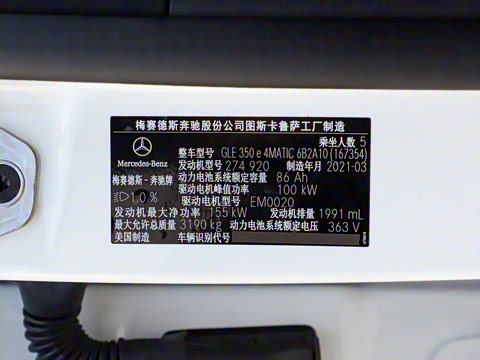 梅赛德斯奔驰股份公司图斯卡鲁萨工厂制造
乘坐人数 5
整车型号 GLE 350 e 4MATIC 6B2A10 (167354)
Mercedes-Benz 发动机型号 274 920 制造年月 2021-03
动力电池系统额定容量 86 Ah
梅赛德斯-奔驰牌 驱动电机峰值功率 100 kW
1.0 % 驱动电机型号 EM0020
发动机最大净功率 155 kW 发动机排量 1991 mL
最大允许总质量 3190 kg 动力电池系统额定电压 363 V
美国制造 车辆识别代号